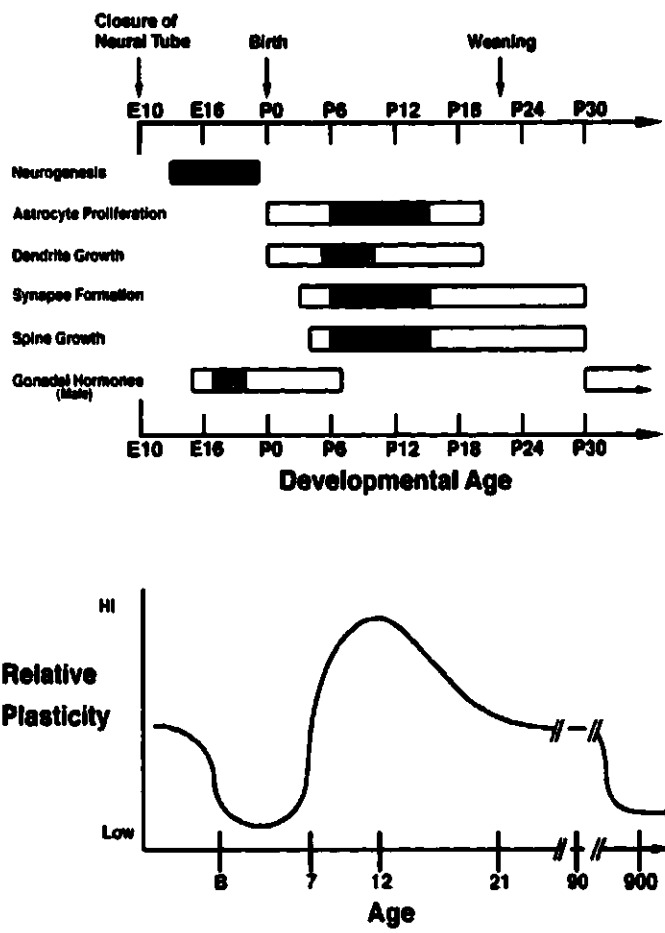 Closure of
Neural Tube
Birth
Weaning
E10 E16 P0 P6 P12 P18 P24 P30
Neurogenesis
Astrocyte Proliferation
Dendrite Growth
Synapse Formation
Spine Growth
Gonadal Hormones
(Male)
E10 E16 P0 P6 P12 P18 P24 P30
Developmental Age
HI
Relative
Plasticity
Low
B 7 12 21 90 900
Age